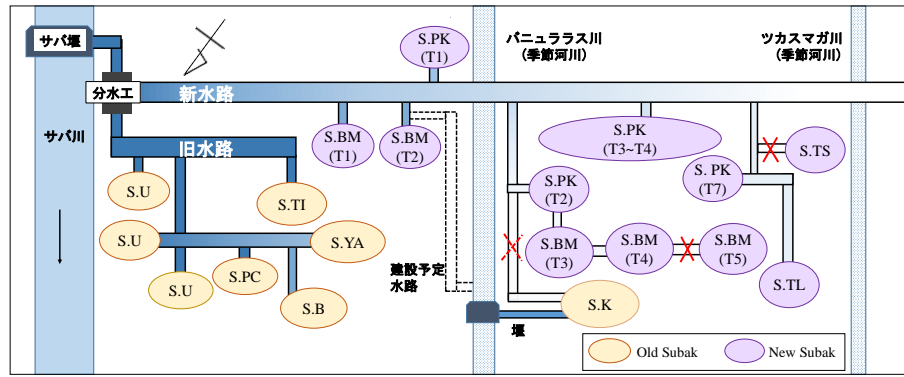 サバ堰
S.PK
(T1)
バニュララス川
(季節河川)
ツカスマガ川
(季節河川)
分水工
新水路
サバ川
旧水路
S.BM
(T1)
S.BM
(T2)
S.PK
(T3~T4)
S.TS
S.U
S.TI
S.PK
(T2)
S. PK
(T7)
S.U
S.YA
S.BM
(T3)
S.BM
(T4)
S.BM
(T5)
S.U
S.PC
S.B
建設予定
水路
S.TL
S.K
堰
Old Subak
New Subak